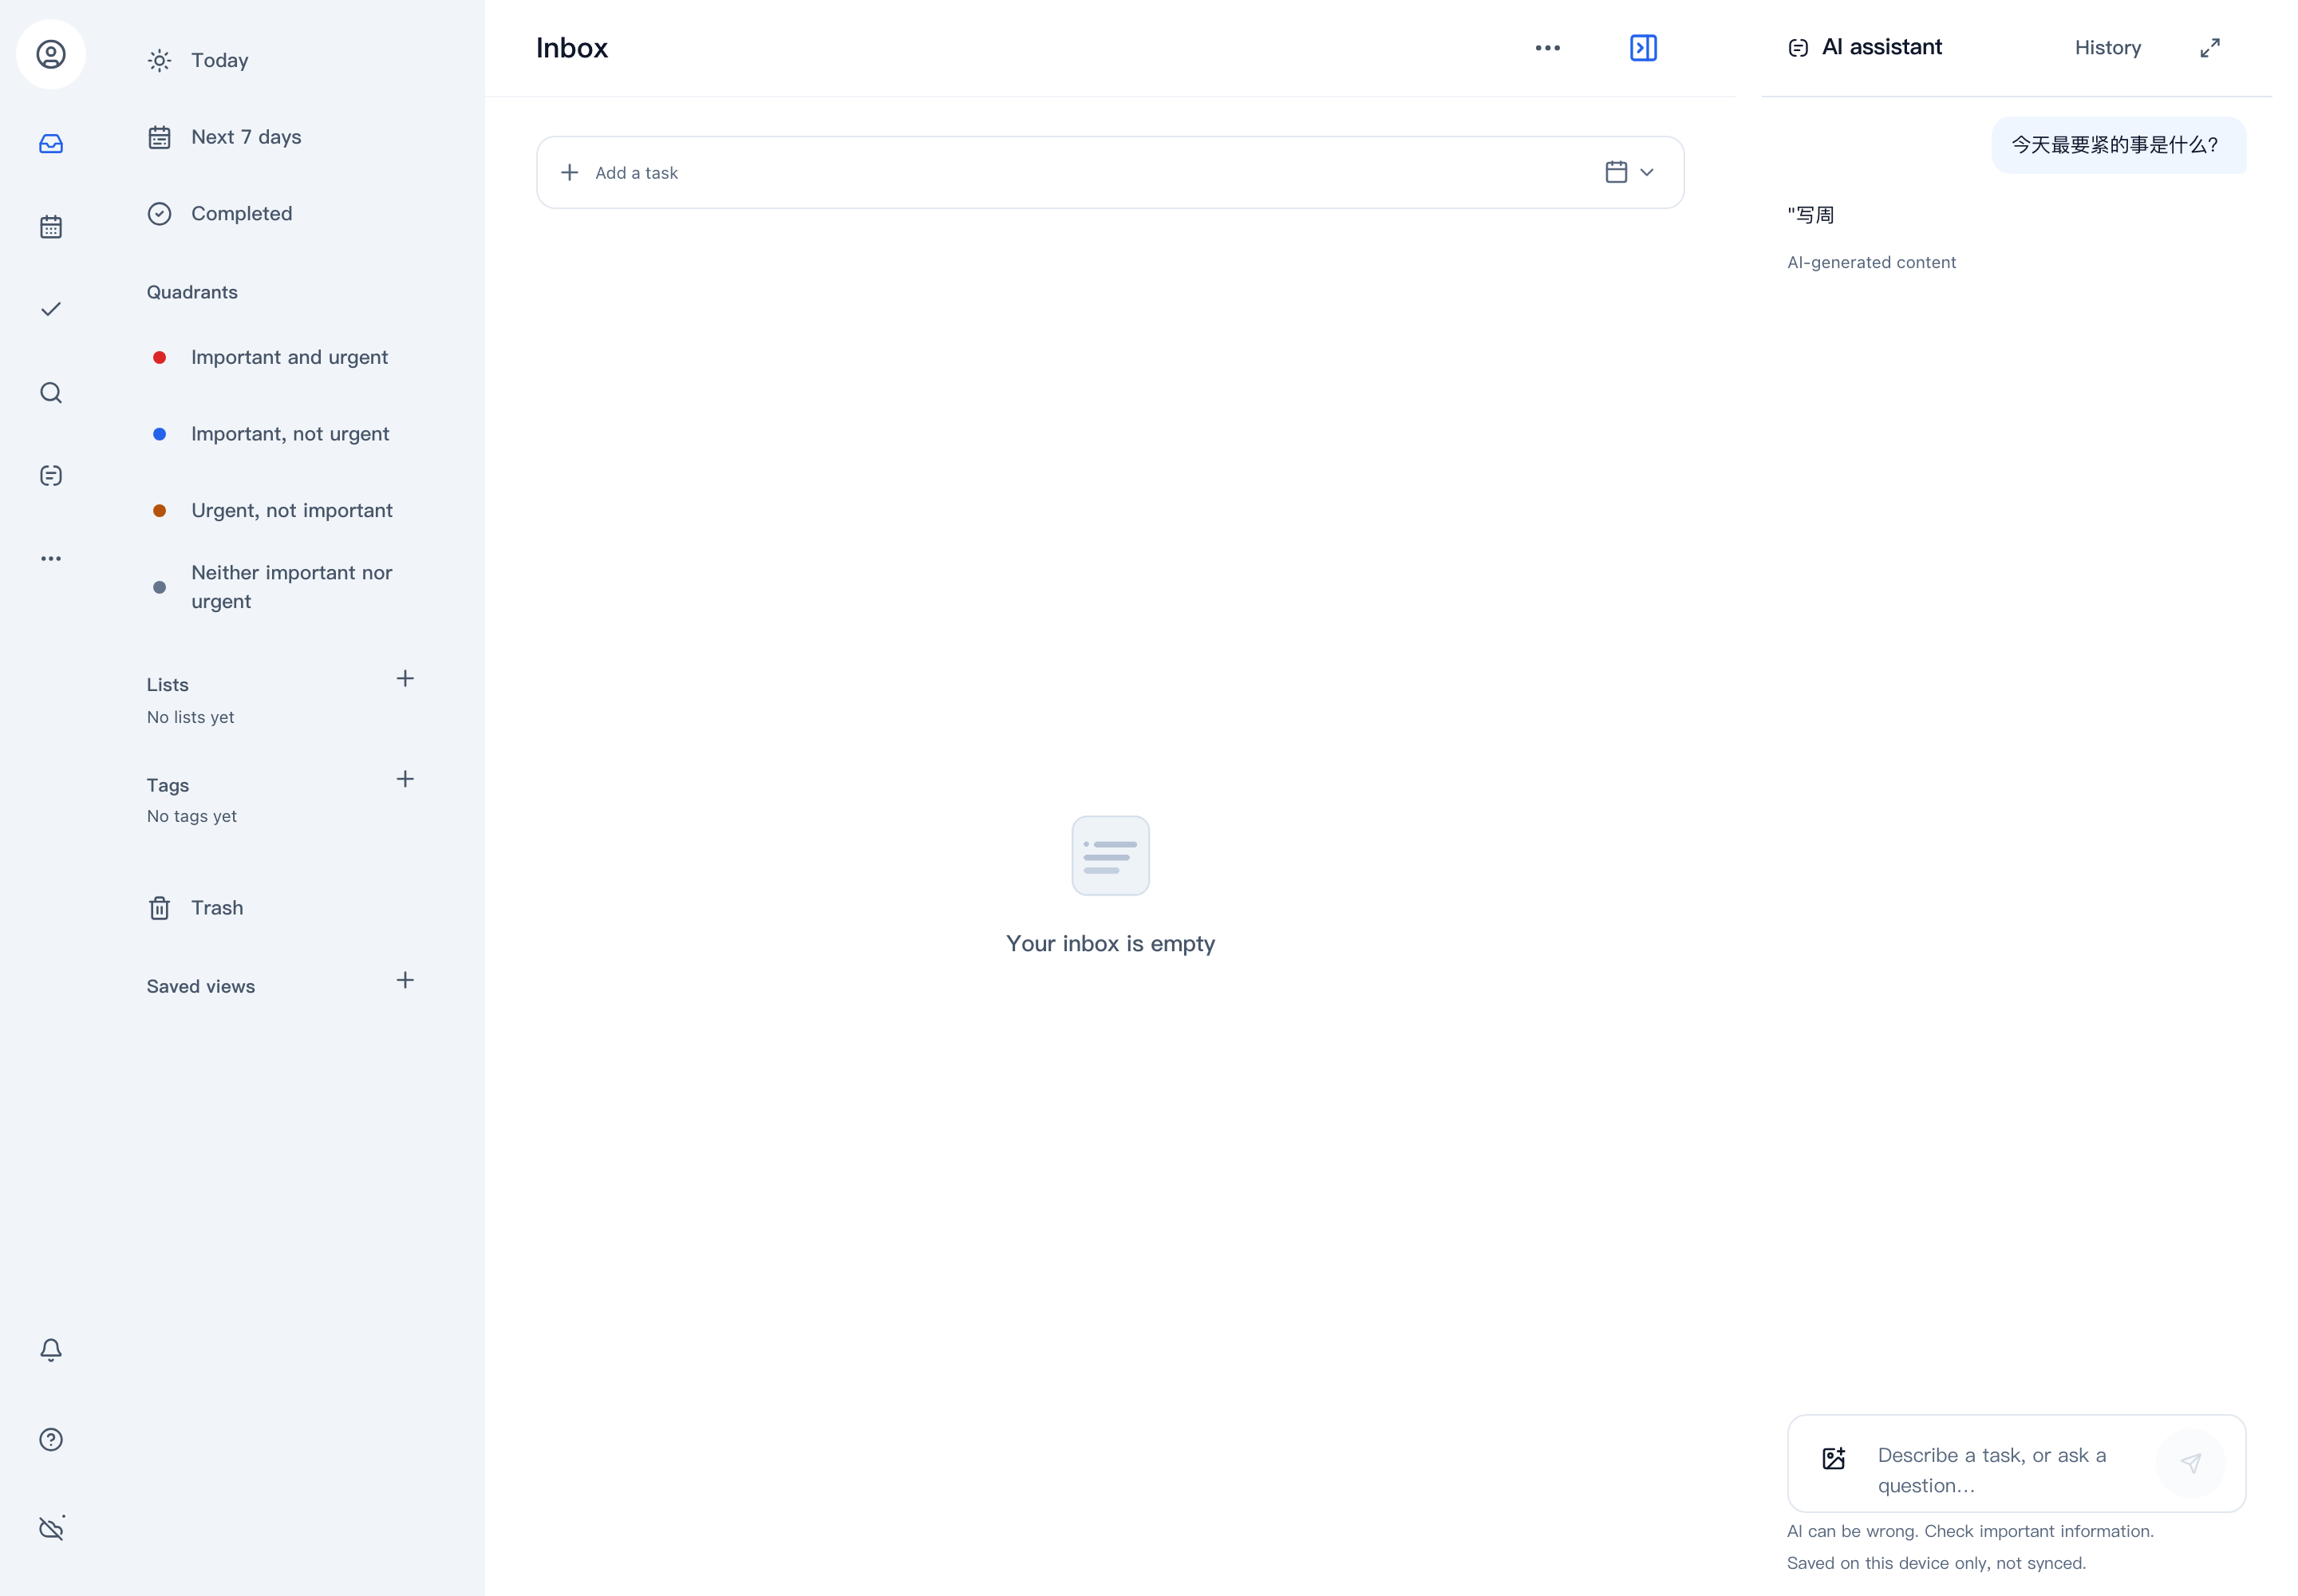 Today
Next 7 days
Completed
Quadrants
Important and urgent
Important, not urgent
Urgent, not important
Neither important nor
urgent
Lists
No lists yet
Tags
No tags yet
Trash
Saved views
Inbox
Add a task
Your inbox is empty
AI assistant
History
今天最要紧的事是什么?
"写周
AI-generated content
Describe a task, or ask a
question...
AI can be wrong. Check important information.
Saved on this device only, not synced.